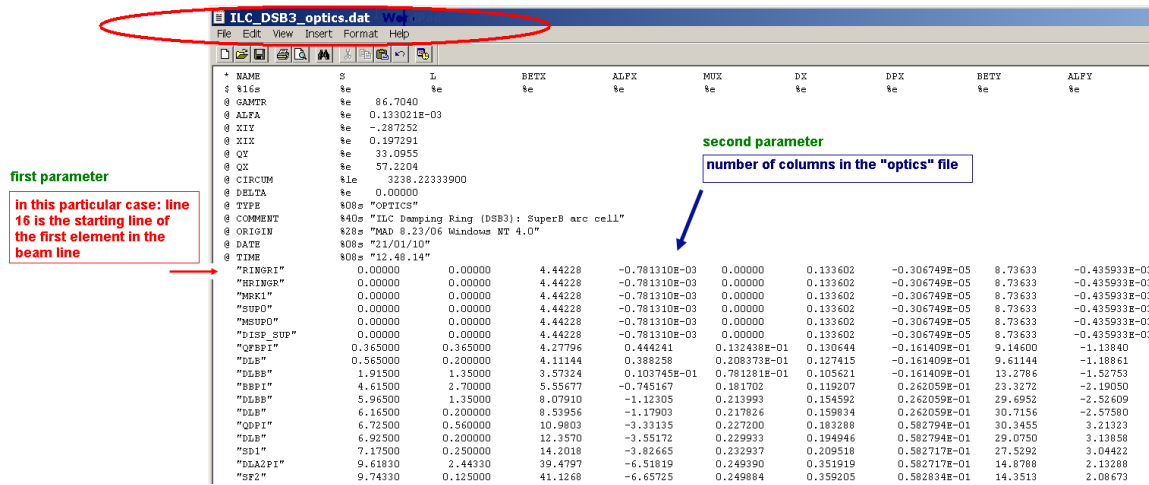 ILC_DSB3_optics.dat
File Edit View Insert Format Help
* NAME S L BETX ALFX MUX DX DPX BETY ALFY
$ %16s %e %e %e %e %e %e %e %e %e
@ GAMTR %e 86.7040
@ ALFA %e 0.133021E-03
@ XIY %e -.287252
@ XIX %e 0.197291
@ QY %e 33.0955
@ QX %e 57.2204
@ CIRCUM %le 3238.22333900
@ DELTA %e 0.00000
@ TYPE %08s "OPTICS"
@ COMMENT %40s "ILC Damping Ring (DSB3): SuperB arc cell"
@ ORIGIN %28s "MAD 8.23/06 Windows NT 4.0"
@ DATE %08s "21/01/10"
@ TIME %08s "12.48.14"
"RINGRI" 0.00000 0.00000 4.44228 -0.781310E-03 0.00000 0.133602 -0.306749E-05 8.73633 -0.435933E-03
"HRINGR" 0.00000 0.00000 4.44228 -0.781310E-03 0.00000 0.133602 -0.306749E-05 8.73633 -0.435933E-03
"MRK1" 0.00000 0.00000 4.44228 -0.781310E-03 0.00000 0.133602 -0.306749E-05 8.73633 -0.435933E-03
"SUPO" 0.00000 0.00000 4.44228 -0.781310E-03 0.00000 0.133602 -0.306749E-05 8.73633 -0.435933E-03
"MSUPO" 0.00000 0.00000 4.44228 -0.781310E-03 0.00000 0.133602 -0.306749E-05 8.73633 -0.435933E-03
"DISP_SUP" 0.00000 0.00000 4.44228 -0.781310E-03 0.00000 0.133602 -0.306749E-05 8.73633 -0.435933E-03
"QFBPI" 0.365000 0.365000 4.27796 0.444241 0.132438E-01 0.130644 -0.161409E-01 9.14600 -1.13840
"DLB" 0.565000 0.200000 4.11144 0.388258 0.208373E-01 0.127415 -0.161409E-01 9.61144 -1.18861
"DLBB" 1.91500 1.35000 3.57324 0.103745E-01 0.781281E-01 0.105621 -0.161409E-01 13.2786 -1.52753
"BBPI" 4.61500 2.70000 5.55677 -0.745167 0.181702 0.119207 0.262059E-01 23.3272 -2.19050
"DLBB" 5.96500 1.35000 8.07910 -1.12305 0.213993 0.154592 0.262059E-01 29.6952 -2.52609
"DLB" 6.16500 0.200000 8.53956 -1.17903 0.217826 0.159834 0.262059E-01 30.7156 -2.57580
"QDPI" 6.72500 0.560000 10.9803 -3.33135 0.227200 0.183288 0.582794E-01 30.3455 3.21323
"DLB" 6.92500 0.200000 12.3570 -3.55172 0.229933 0.194946 0.582794E-01 29.0750 3.13858
"SD1" 7.17500 0.250000 14.2018 -3.82665 0.232937 0.209518 0.582717E-01 27.5292 3.04422
"DLA2PI" 9.61830 2.44330 39.4797 -6.51819 0.249390 0.351919 0.582717E-01 14.8788 2.13288
"SF2" 9.74330 0.125000 41.1268 -6.65725 0.249884 0.359205 0.582834E-01 14.3513 2.08673
first parameter
in this particular case: line
16 is the starting line of
the first element in the
beam line
second parameter
number of columns in the "optics" file